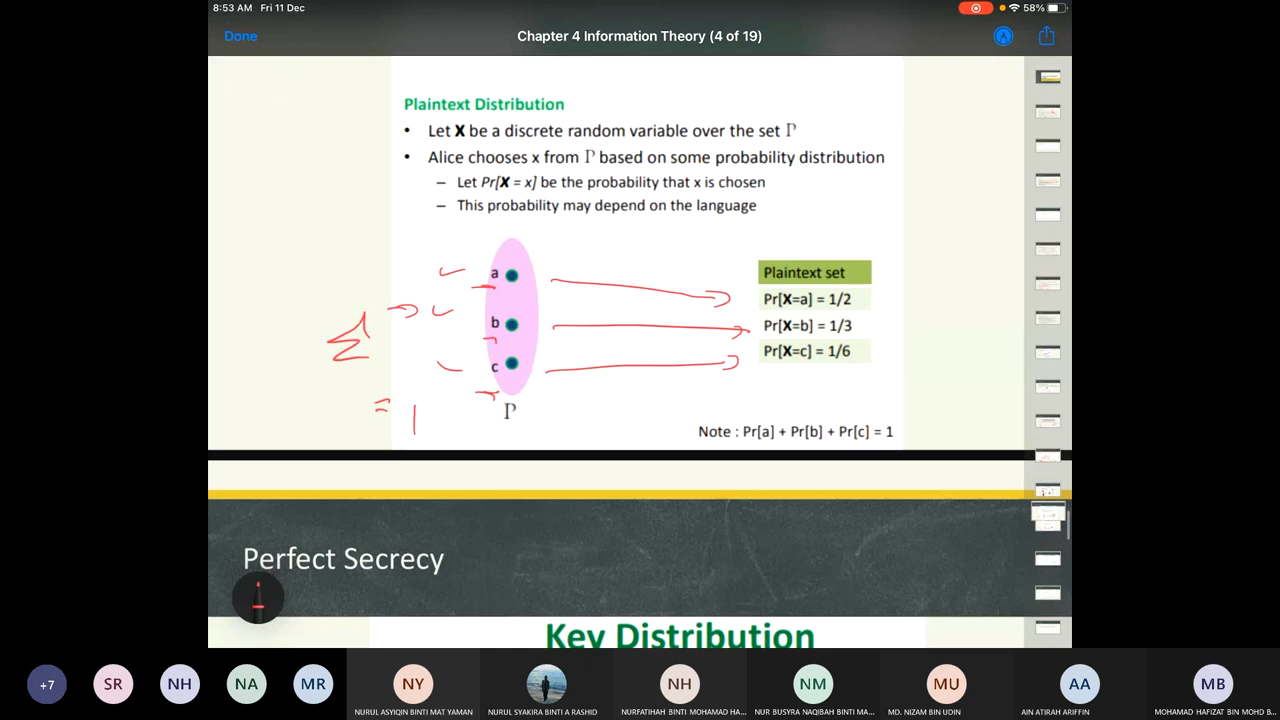 8:53 AM Fri 11 Dec
58%
Done
Chapter 4 Information Theory (4 of 19)
Plaintext Distribution
• Let X be a discrete random variable over the set P
• Alice chooses x from P based on some probability distribution
– Let Pr[X = x] be the probability that x is chosen
– This probability may depend on the language
a
b
c
P
Σ
= 1
Plaintext set
Pr[X=a] = 1/2
Pr[X=b] = 1/3
Pr[X=c] = 1/6
Note : Pr[a] + Pr[b] + Pr[c] = 1
Perfect Secrecy
Key Distribution
+7
SR
NH
NA
MR
NY
NH
NM
MU
AA
MB
NURUL ASYIQIN BINTI MAT YAMAN
NURUL SYAKIRA BINTI A RASHID
NURFATIHAH BINTI MOHAMAD HA...
NUR BUSYRA NAQIBAH BINTI MA...
MD. NIZAM BIN UDIN
AIN ATIRAH ARIFFIN
MOHAMAD HAFIZAT BIN MOHD B...